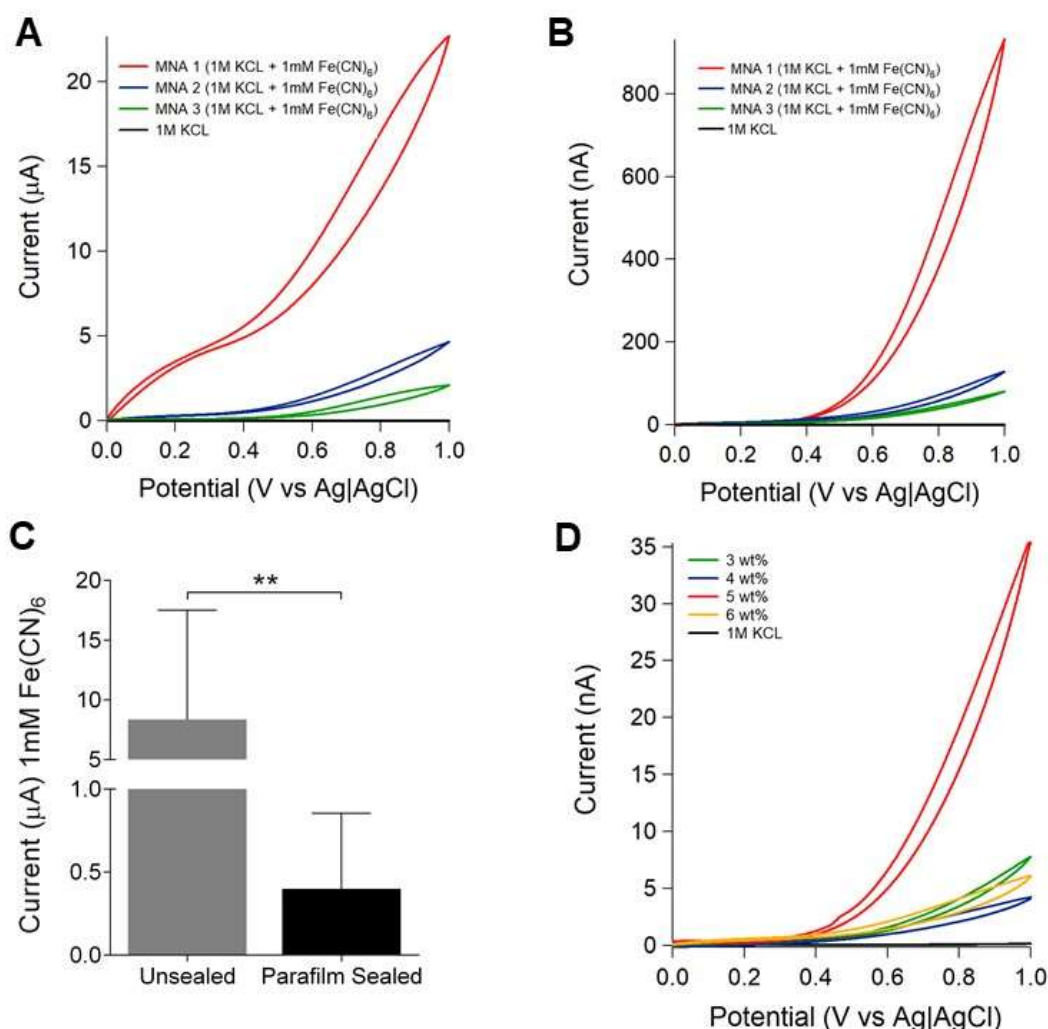 A
Current (µA)
20
15
10
5
0
MNA 1 (1M KCL + 1mM Fe(CN)₆)
MNA 2 (1M KCL + 1mM Fe(CN)₆)
MNA 3 (1M KCL + 1mM Fe(CN)₆)
1M KCL
0.0 0.2 0.4 0.6 0.8 1.0
Potential (V vs Ag|AgCl)
B
Current (nA)
800
600
400
200
0
MNA 1 (1M KCL + 1mM Fe(CN)₆)
MNA 2 (1M KCL + 1mM Fe(CN)₆)
MNA 3 (1M KCL + 1mM Fe(CN)₆)
1M KCL
0.0 0.2 0.4 0.6 0.8 1.0
Potential (V vs Ag|AgCl)
C
Current (µA) 1mM Fe(CN)₆
20
15
10
5
1.0
0.5
0.0
**
Unsealed Parafilm Sealed
D
Current (nA)
35
30
25
20
15
10
5
0
3 wt%
4 wt%
5 wt%
6 wt%
1M KCL
0.0 0.2 0.4 0.6 0.8 1.0
Potential (V vs Ag|AgCl)